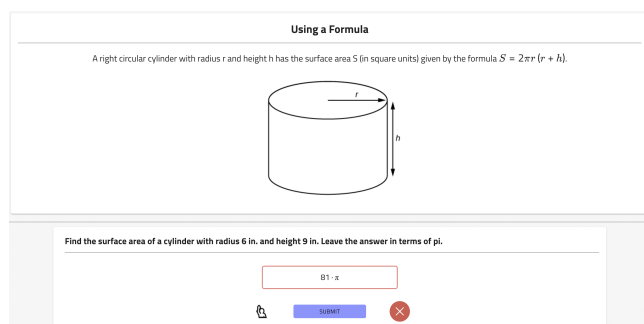 Using a Formula
A right circular cylinder with radius r and height h has the surface area S (in square units) given by the formula S = 2πr (r + h).
r
h
Find the surface area of a cylinder with radius 6 in. and height 9 in. Leave the answer in terms of pi.
81 · π
SUBMIT